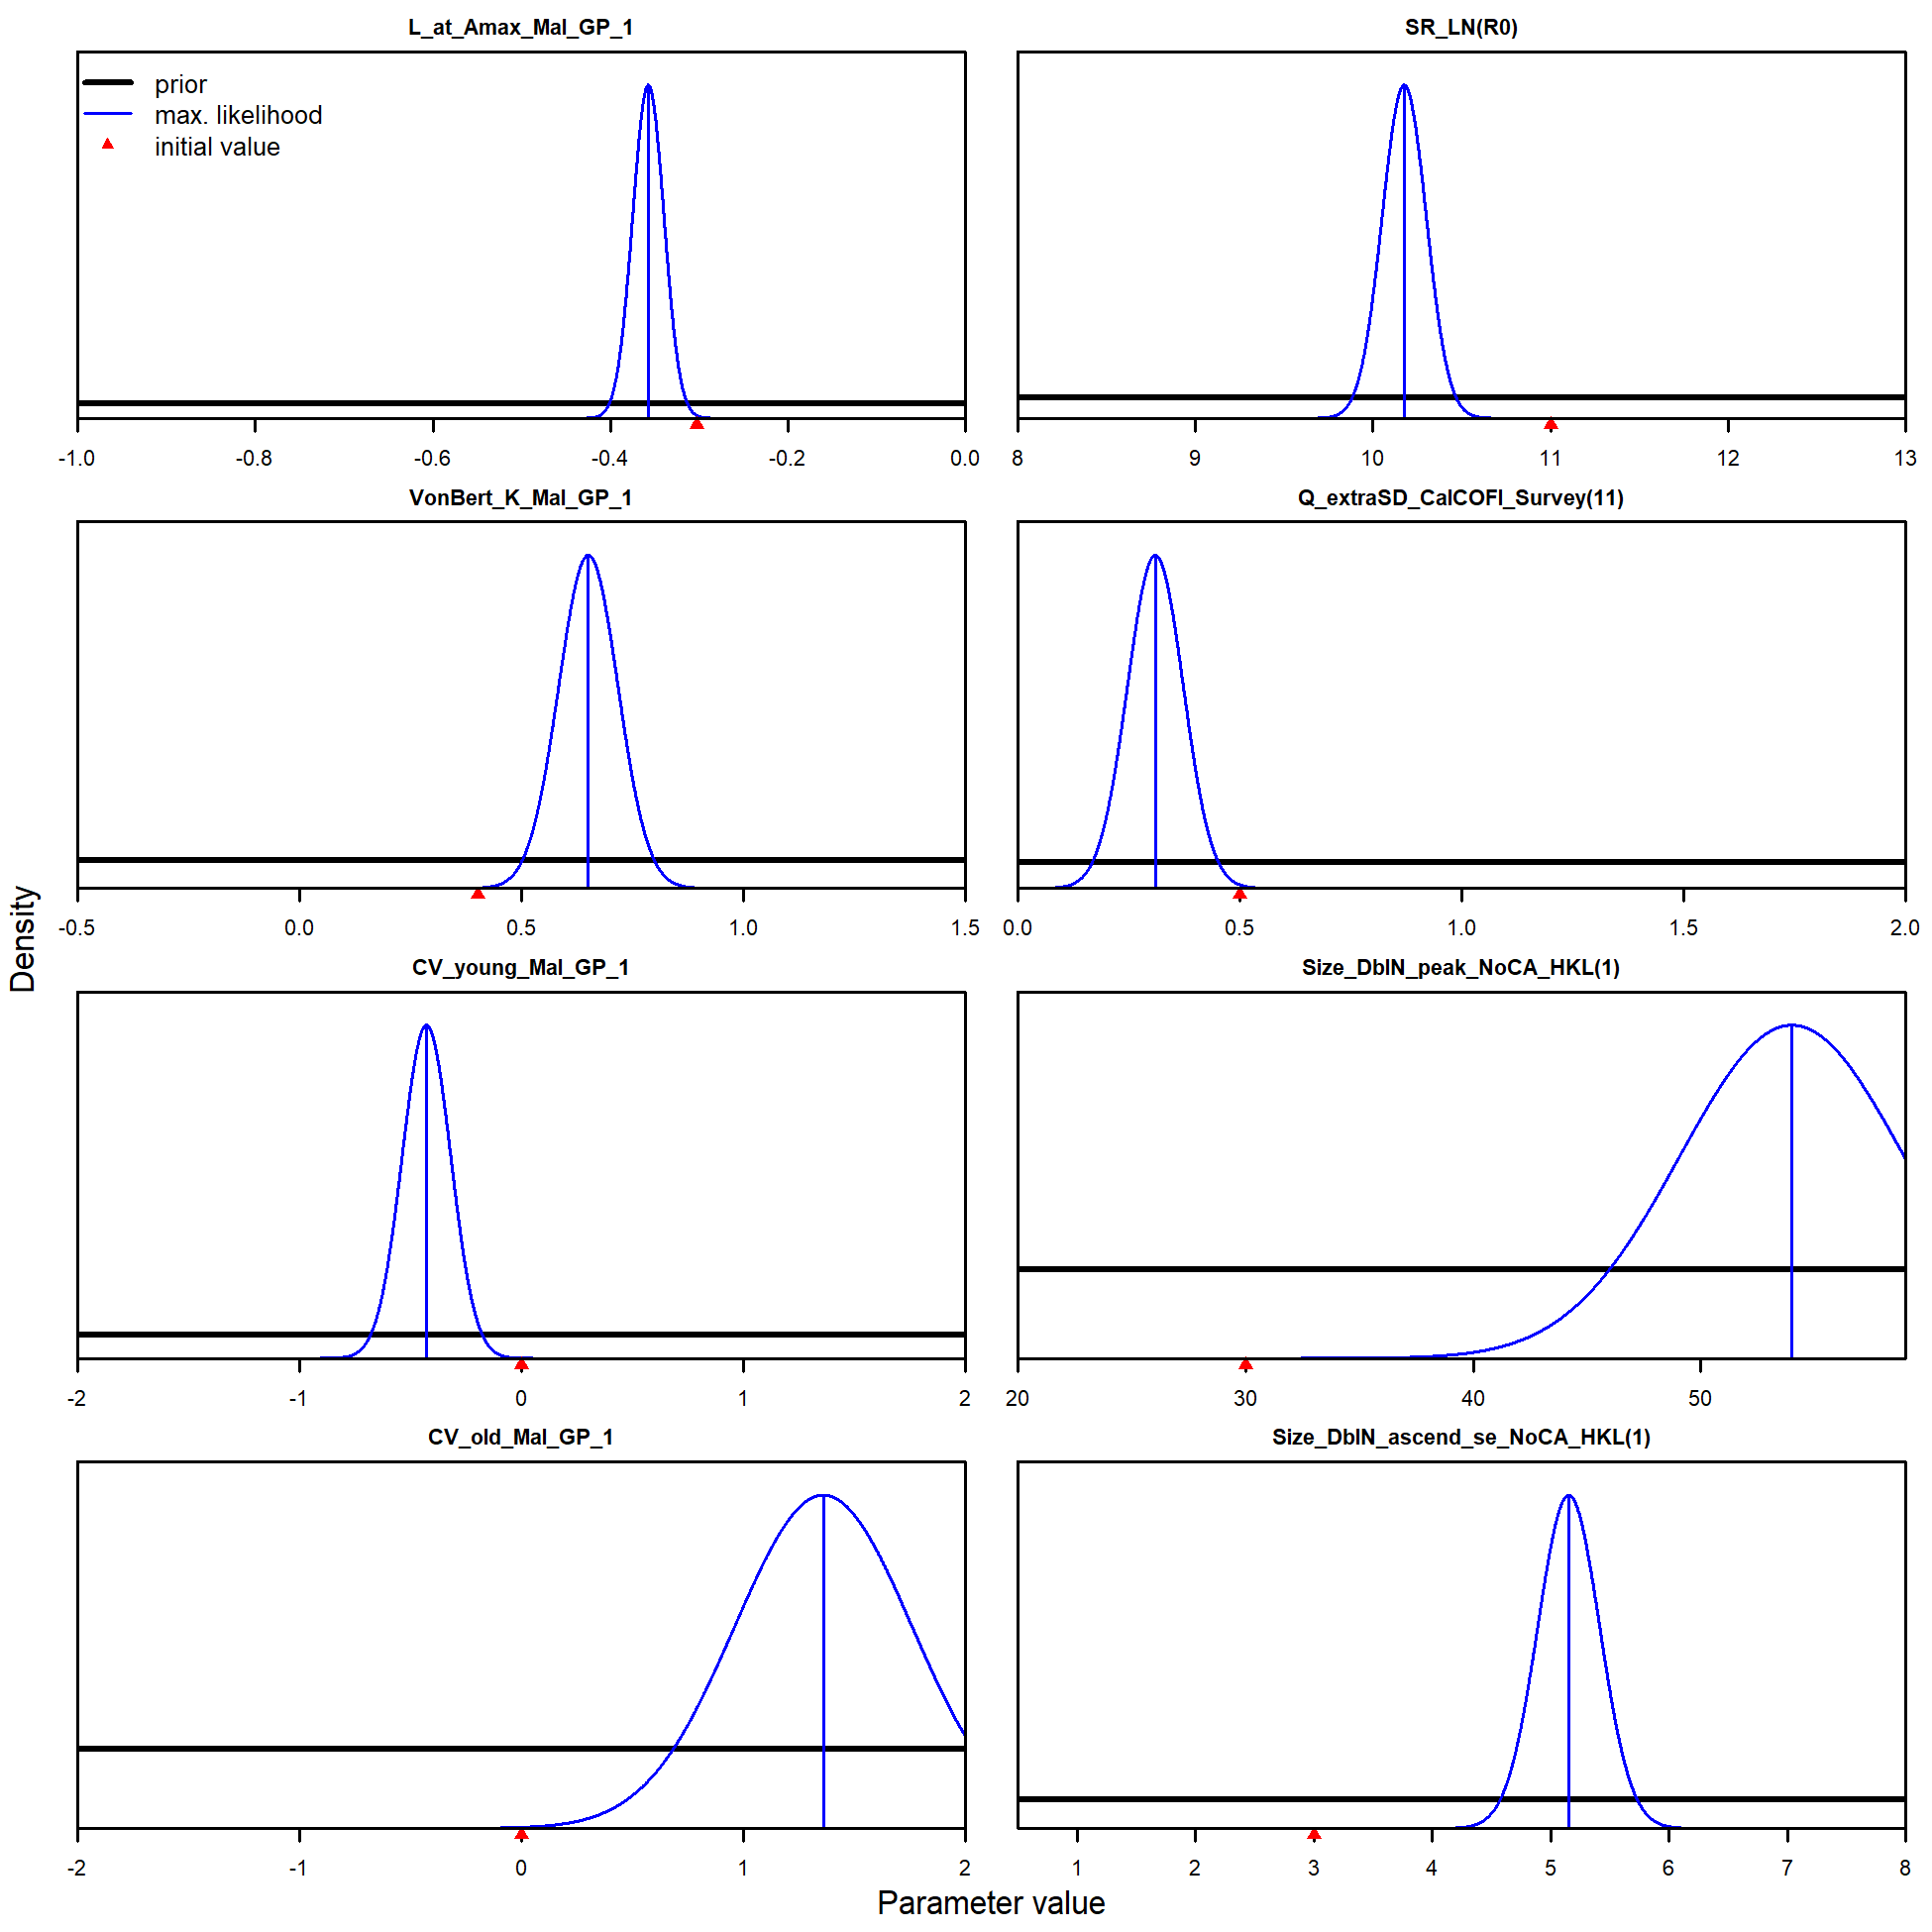 L_at_Amax_Mal_GP_1
prior
max. likelihood
initial value
-1.0 -0.8 -0.6 -0.4 -0.2 0.0
SR_LN(R0)
8 9 10 11 12 13
VonBert_K_Mal_GP_1
-0.5 0.0 0.5 1.0 1.5
Q_extraSD_CalCOFI_Survey(11)
0.0 0.5 1.0 1.5 2.0
CV_young_Mal_GP_1
-2 -1 0 1 2
Size_DblN_peak_NoCA_HKL(1)
20 30 40 50
CV_old_Mal_GP_1
-2 -1 0 1 2
Size_DblN_ascend_se_NoCA_HKL(1)
1 2 3 4 5 6 7 8
Density
Parameter value